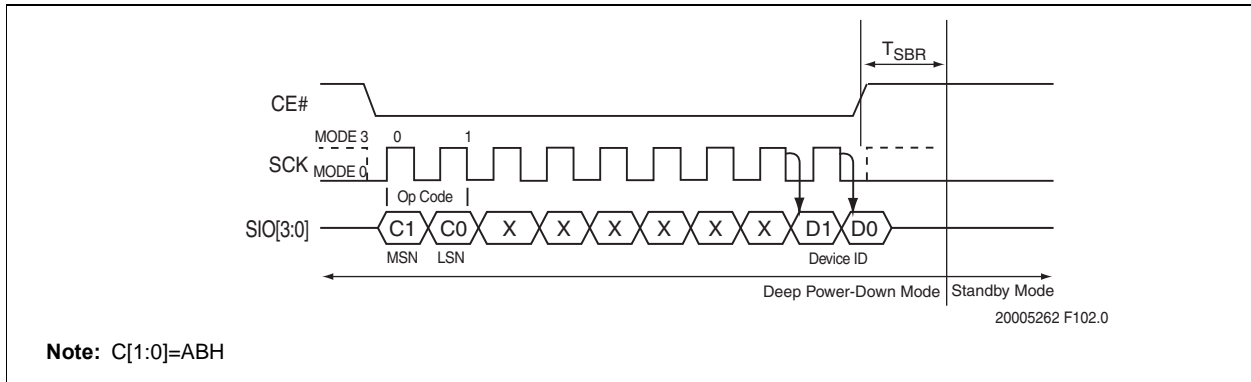 TSBR
CE#
MODE 3 0 1
SCK
MODE 0
Op Code
SIO[3:0] C1 C0 X X X X X X D1 D0
MSN LSN Device ID
Deep Power-Down Mode Standby Mode
20005262 F102.0
Note: C[1:0]=ABH